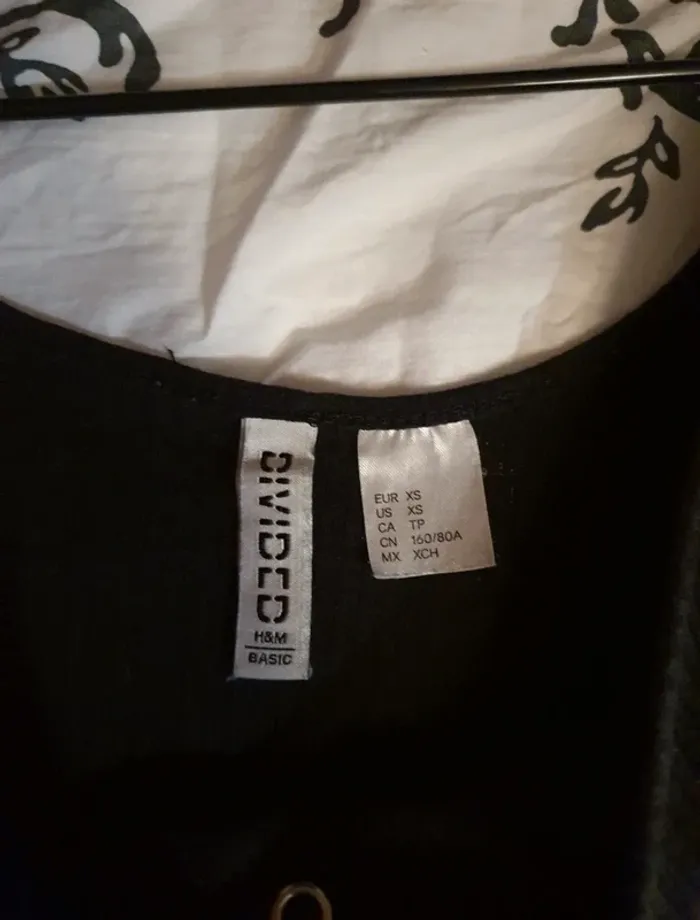 DIVIDED
H&M
BASIC
EUR XS
US XS
CA TP
CN 160/80A
MX XCH